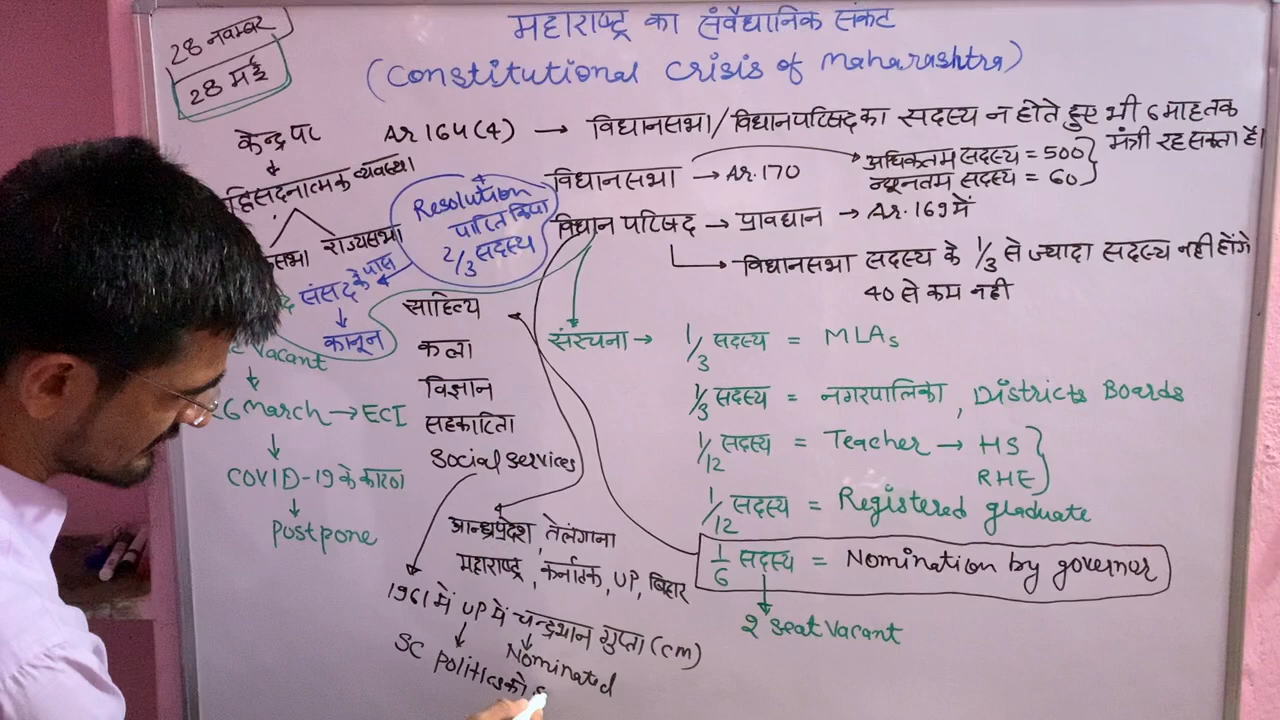 28 नवम्बर
28 मई
महाराष्ट्र का संवैधानिक संकट
(Constitutional Crisis of Maharashtra)
केन्द्र पर
द्विसदनात्मक व्यवस्था
सभा राज्यसभा
Ar 164(4) → विधानसभा/विधानपरिषद का सदस्य न होते हुए भी 6 माह तक
मंत्री रह सकता है।
विधानसभा → Ar. 170
अधिकतम सदस्य = 500
न्यूनतम सदस्य = 60
विधान परिषद → प्रावधान → Ar. 169 में
→ विधानसभा सदस्य के 1/3 से ज्यादा सदस्य नहीं होंगे
40 से कम नहीं
Resolution
पारित किया
2/3 सदस्य
संसद के पास
कानून
Vacant
6 March → ECI
COVID-19 के कारण
Postpone
साहित्य
कला
विज्ञान
सहकारिता
Social Services
संरचना → 1/3 सदस्य = MLAs
1/3 सदस्य = नगरपालिका, Districts Boards
1/12 सदस्य = Teacher → HS
RHE
1/12 सदस्य = Registered graduate
1/6 सदस्य = Nomination by governor
2 Seat Vacant
आन्ध्रप्रदेश, तेलंगाना
महाराष्ट्र, कर्नाटक, UP, बिहार
1961 में UP में चन्द्रभान गुप्ता (cm)
Nominated
SC Politics को